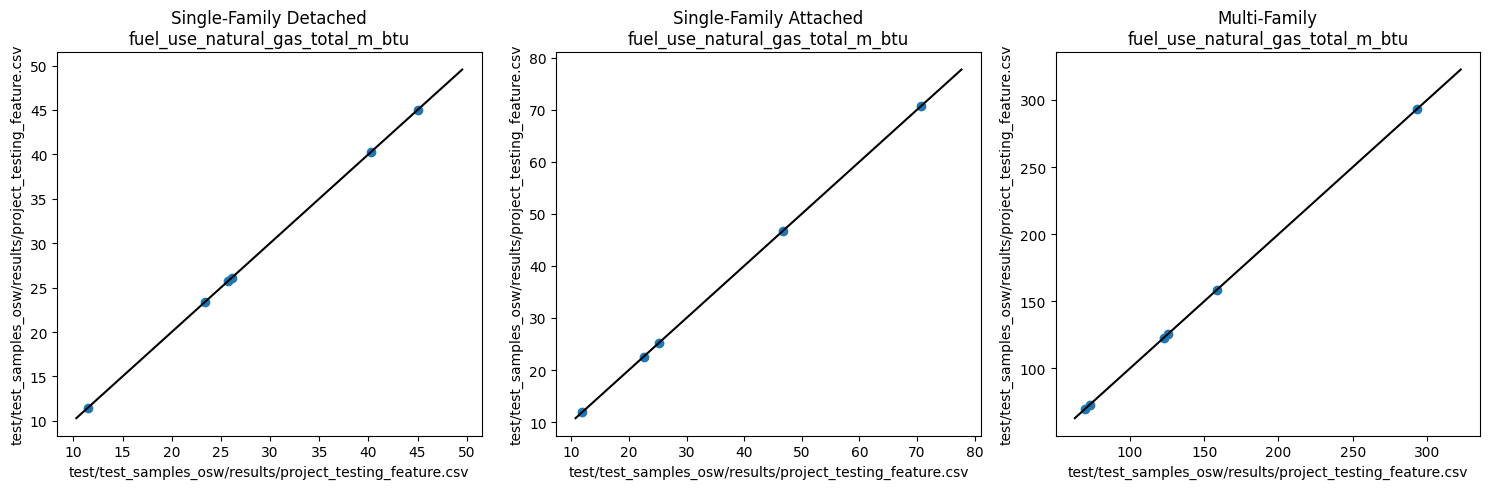 Single-Family Detached
fuel_use_natural_gas_total_m_btu
test/test_samples_osw/results/project_testing_feature.csv
50
45
40
35
30
25
20
15
10
10 15 20 25 30 35 40 45 50
test/test_samples_osw/results/project_testing_feature.csv
Single-Family Attached
fuel_use_natural_gas_total_m_btu
test/test_samples_osw/results/project_testing_feature.csv
80
70
60
50
40
30
20
10
10 20 30 40 50 60 70 80
test/test_samples_osw/results/project_testing_feature.csv
Multi-Family
fuel_use_natural_gas_total_m_btu
test/test_samples_osw/results/project_testing_feature.csv
300
250
200
150
100
100 150 200 250 300
test/test_samples_osw/results/project_testing_feature.csv